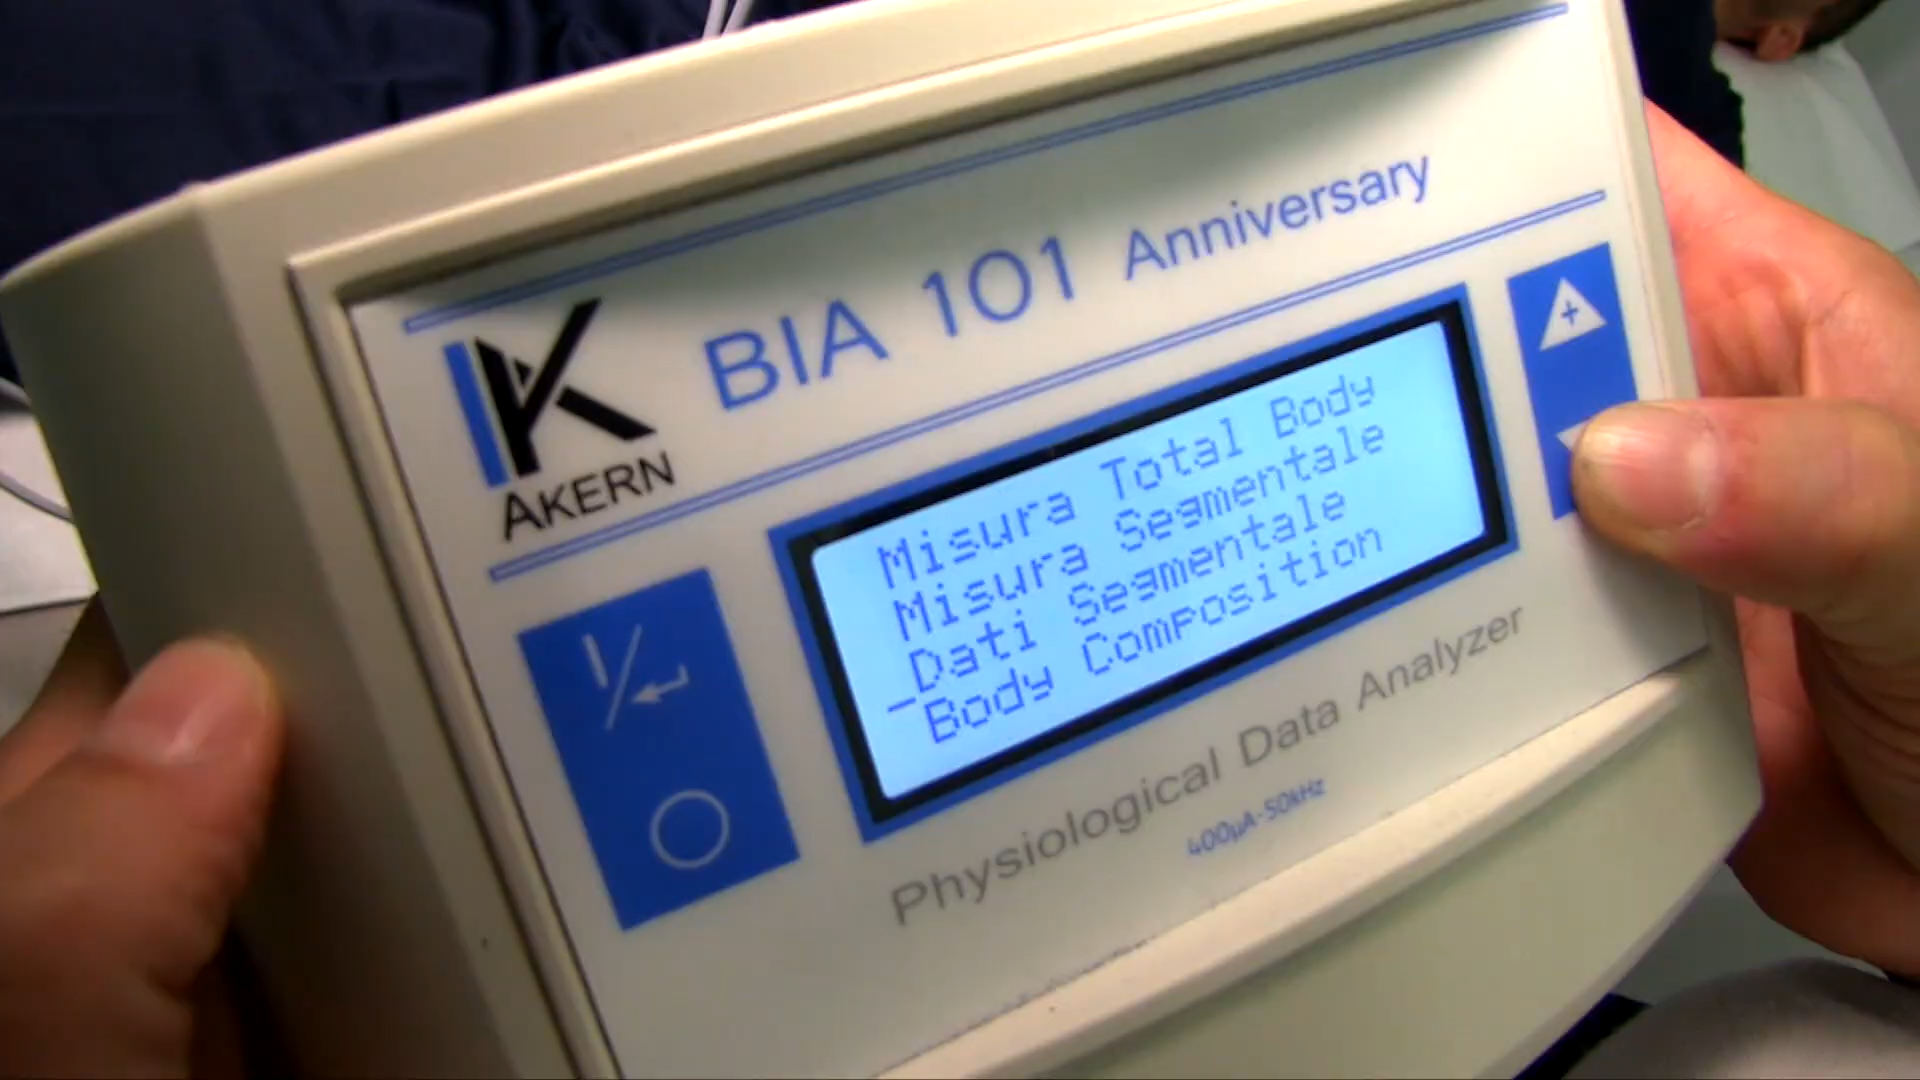 BIA 101 Anniversary
AKERN
Misura Total Body
Misura Segmentale
Dati Segmentale
-Body Composition
Physiological Data Analyzer
400µA-50kHz